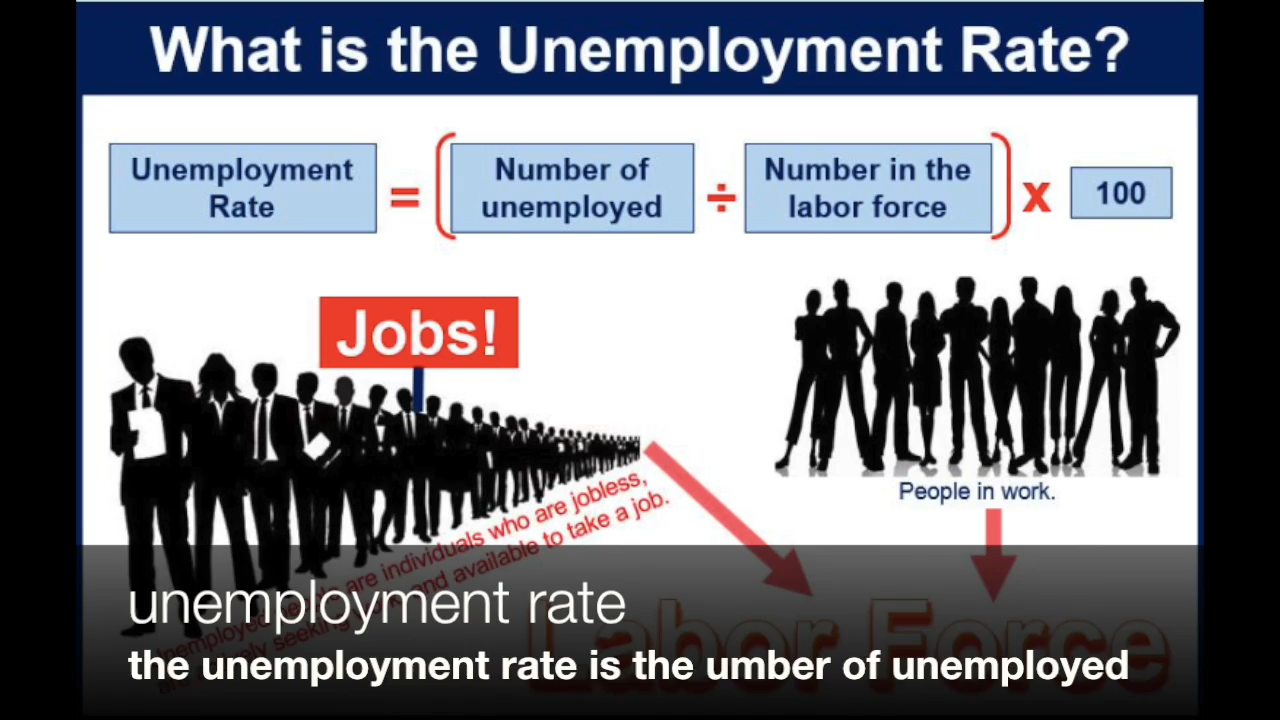 What is the Unemployment Rate?
Unemployment
Rate
=
Number of
unemployed
÷
Number in the
labor force
x
100
Jobs!
People in work.
are individuals who are jobless,
and available to take a job.
Labor Force
unemployment rate
the unemployment rate is the umber of unemployed